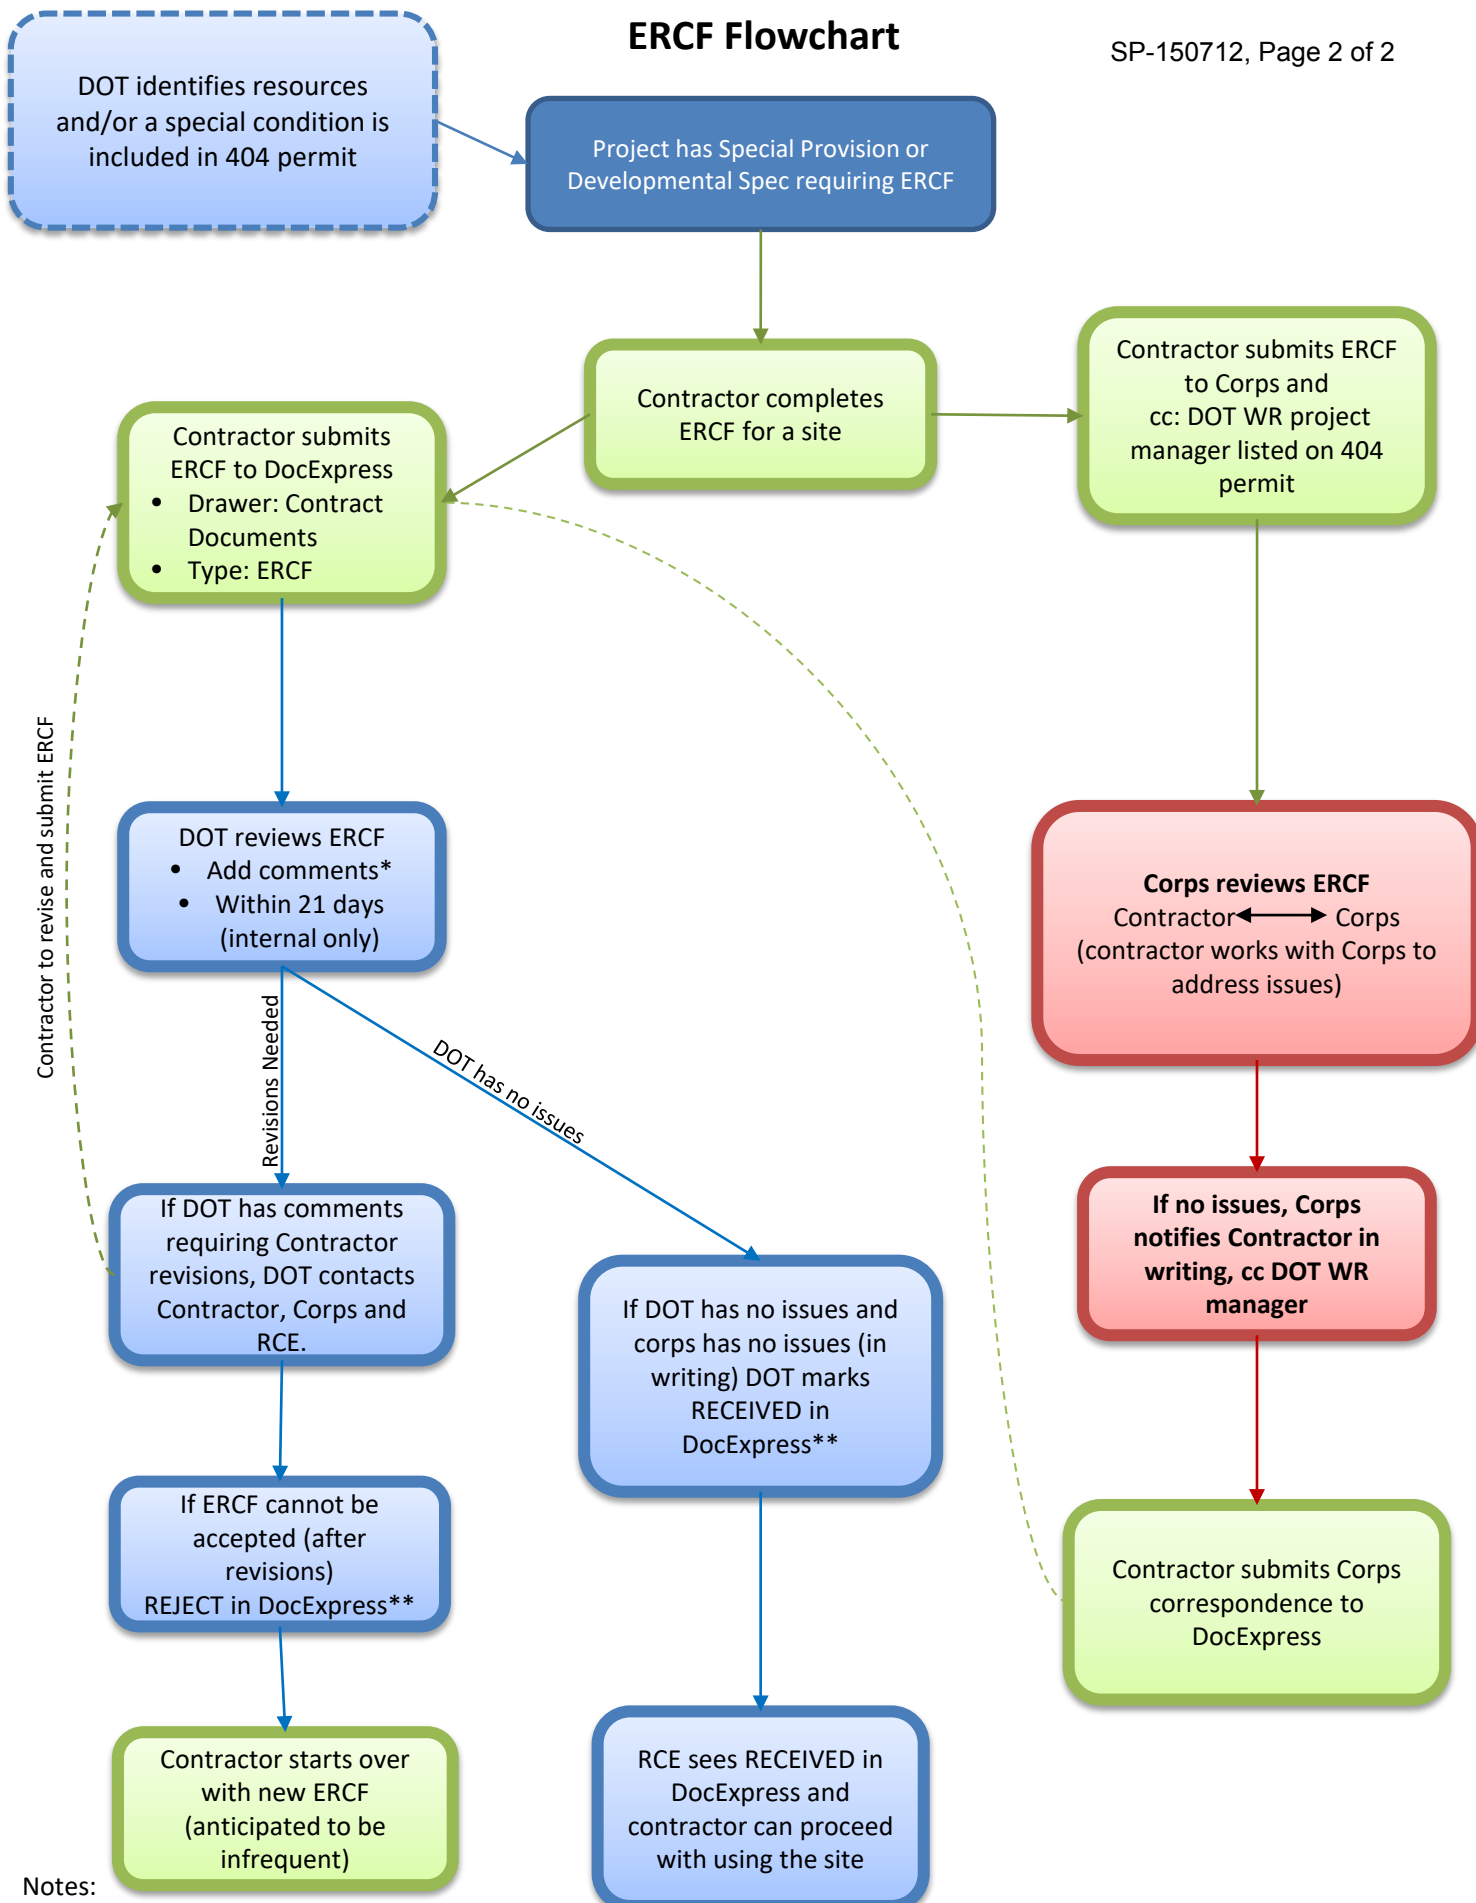 ERCF Flowchart
SP-150712, Page 2 of 2
DOT identifies resources
and/or a special condition is
included in 404 permit
Project has Special Provision or
Developmental Spec requiring ERCF
Contractor completes
ERCF for a site
Contractor submits ERCF
to Corps and
cc: DOT WR project
manager listed on 404
permit
Contractor submits
ERCF to DocExpress
• Drawer: Contract
Documents
• Type: ERCF
Contractor to revise and submit ERCF
DOT reviews ERCF
• Add comments*
• Within 21 days
(internal only)
Corps reviews ERCF
Contractor Corps
(contractor works with Corps to
address issues)
Revisions Needed
DOT has no issues
If DOT has comments
requiring Contractor
revisions, DOT contacts
Contractor, Corps and
RCE.
If DOT has no issues and
corps has no issues (in
writing) DOT marks
RECEIVED in
DocExpress**
If no issues, Corps
notifies Contractor in
writing, cc DOT WR
manager
If ERCF cannot be
accepted (after
revisions)
REJECT in DocExpress**
Contractor submits Corps
correspondence to
DocExpress
Contractor starts over
with new ERCF
(anticipated to be
infrequent)
RCE sees RECEIVED in
DocExpress and
contractor can proceed
with using the site
Notes: